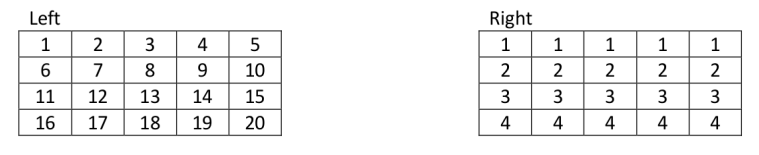 Left Right
1 2 3 4 5 1 1 1 1 1
6 7 8 9 10 2 2 2 2 2
11 12 13 14 15 3 3 3 3 3
16 17 18 19 20 4 4 4 4 4